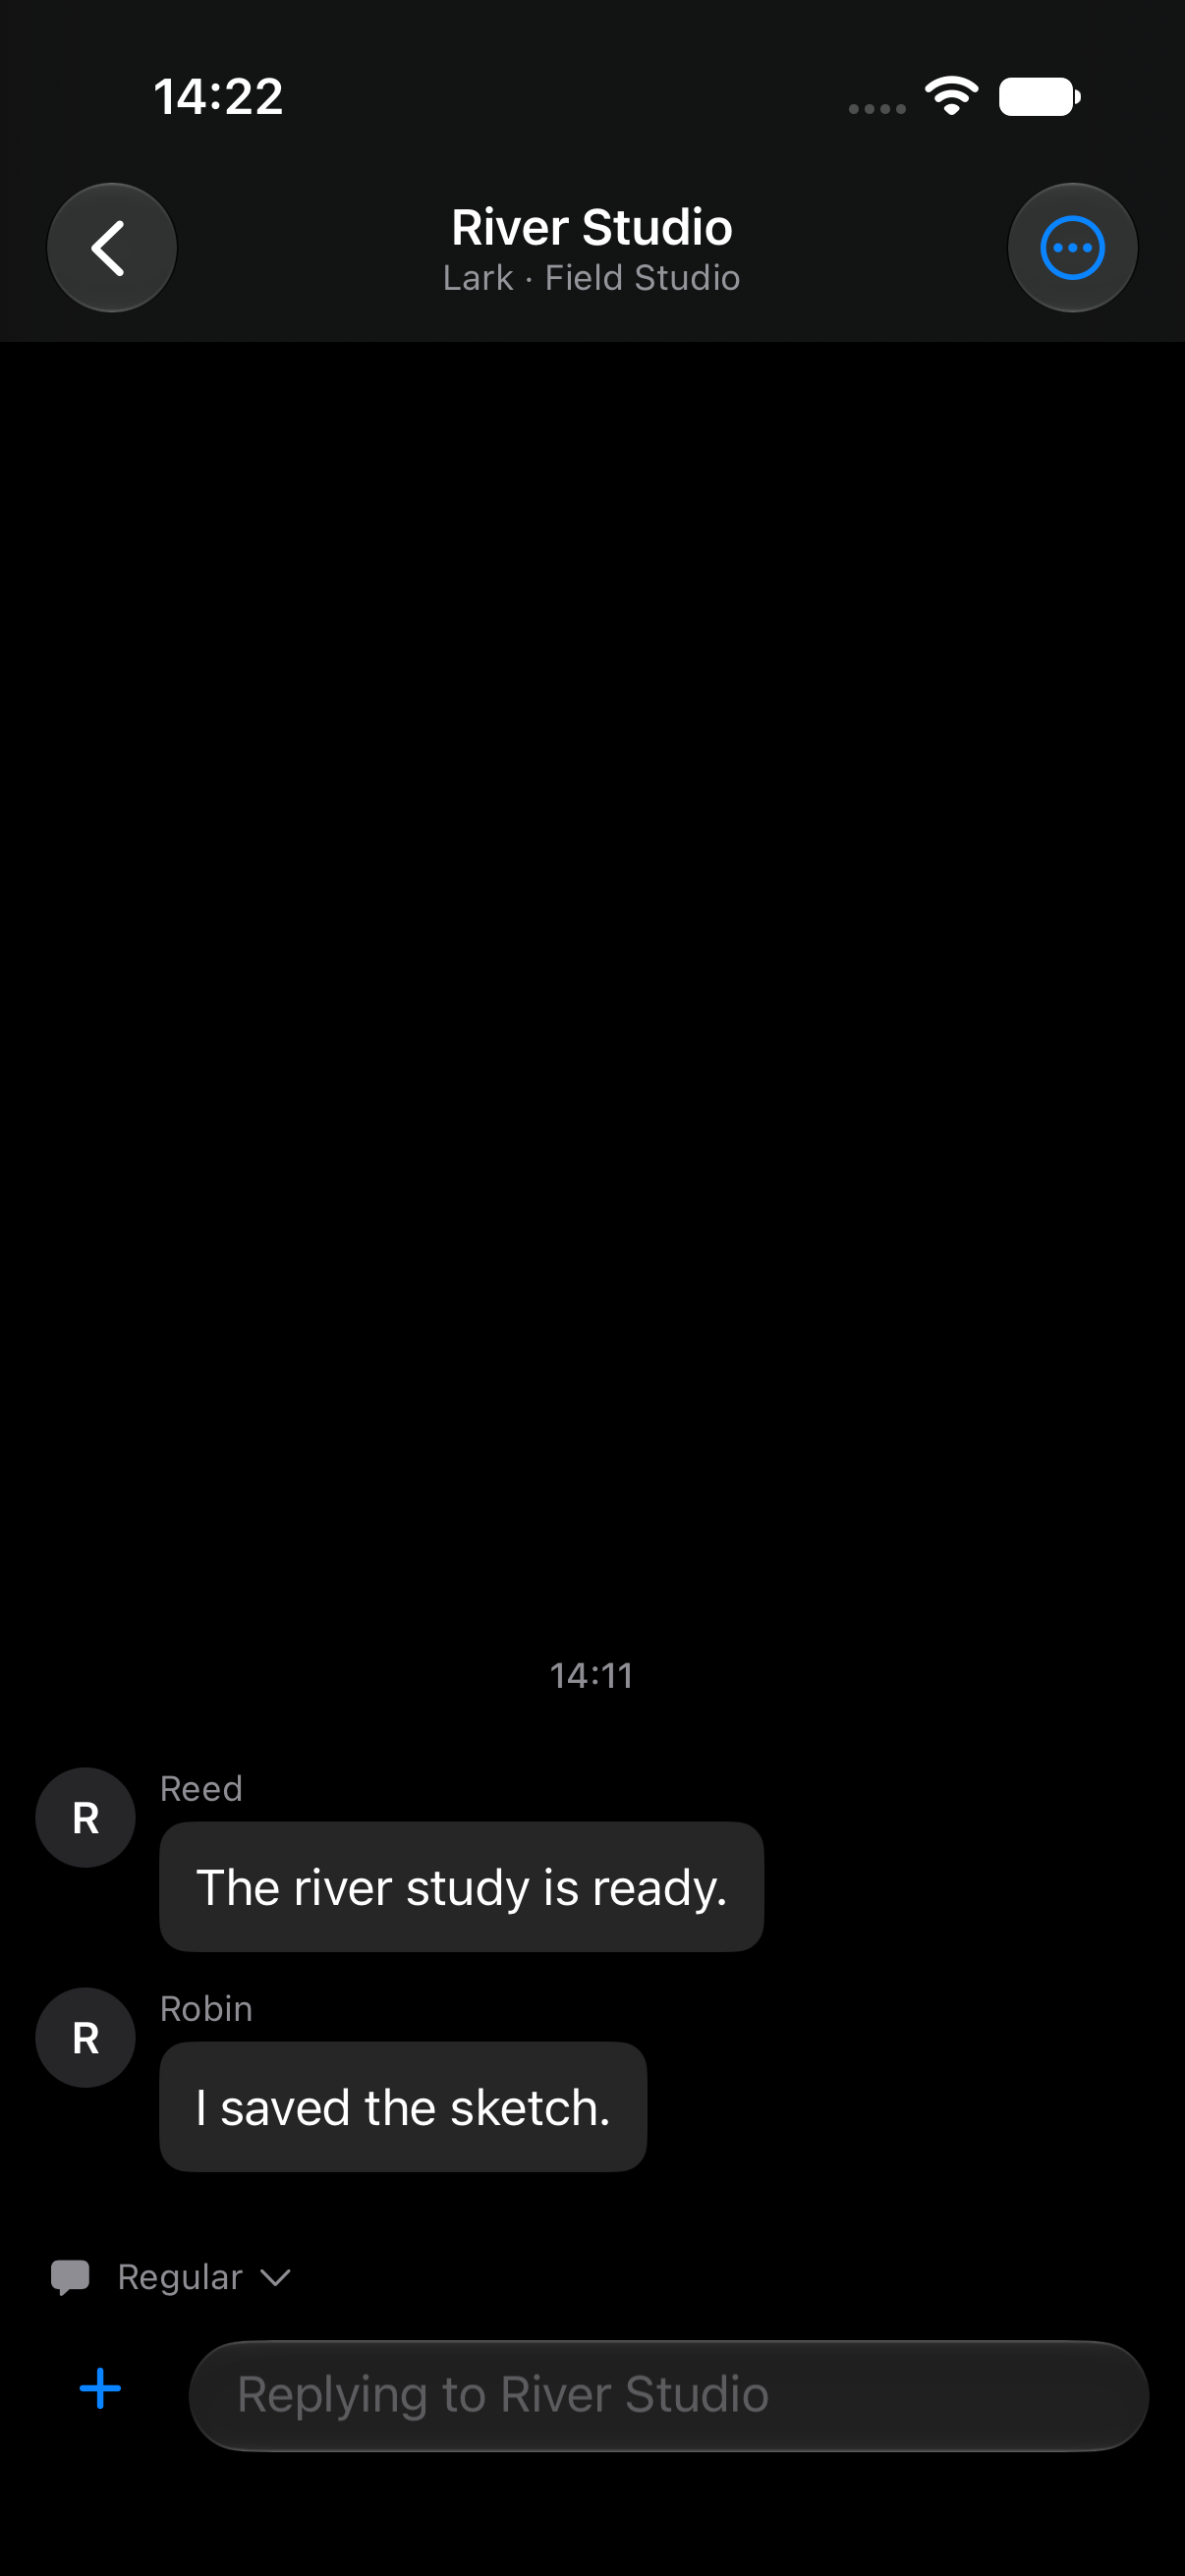 14:22
River Studio
Lark · Field Studio
14:11
Reed
R
The river study is ready.
Robin
R
I saved the sketch.
Regular
Replying to River Studio